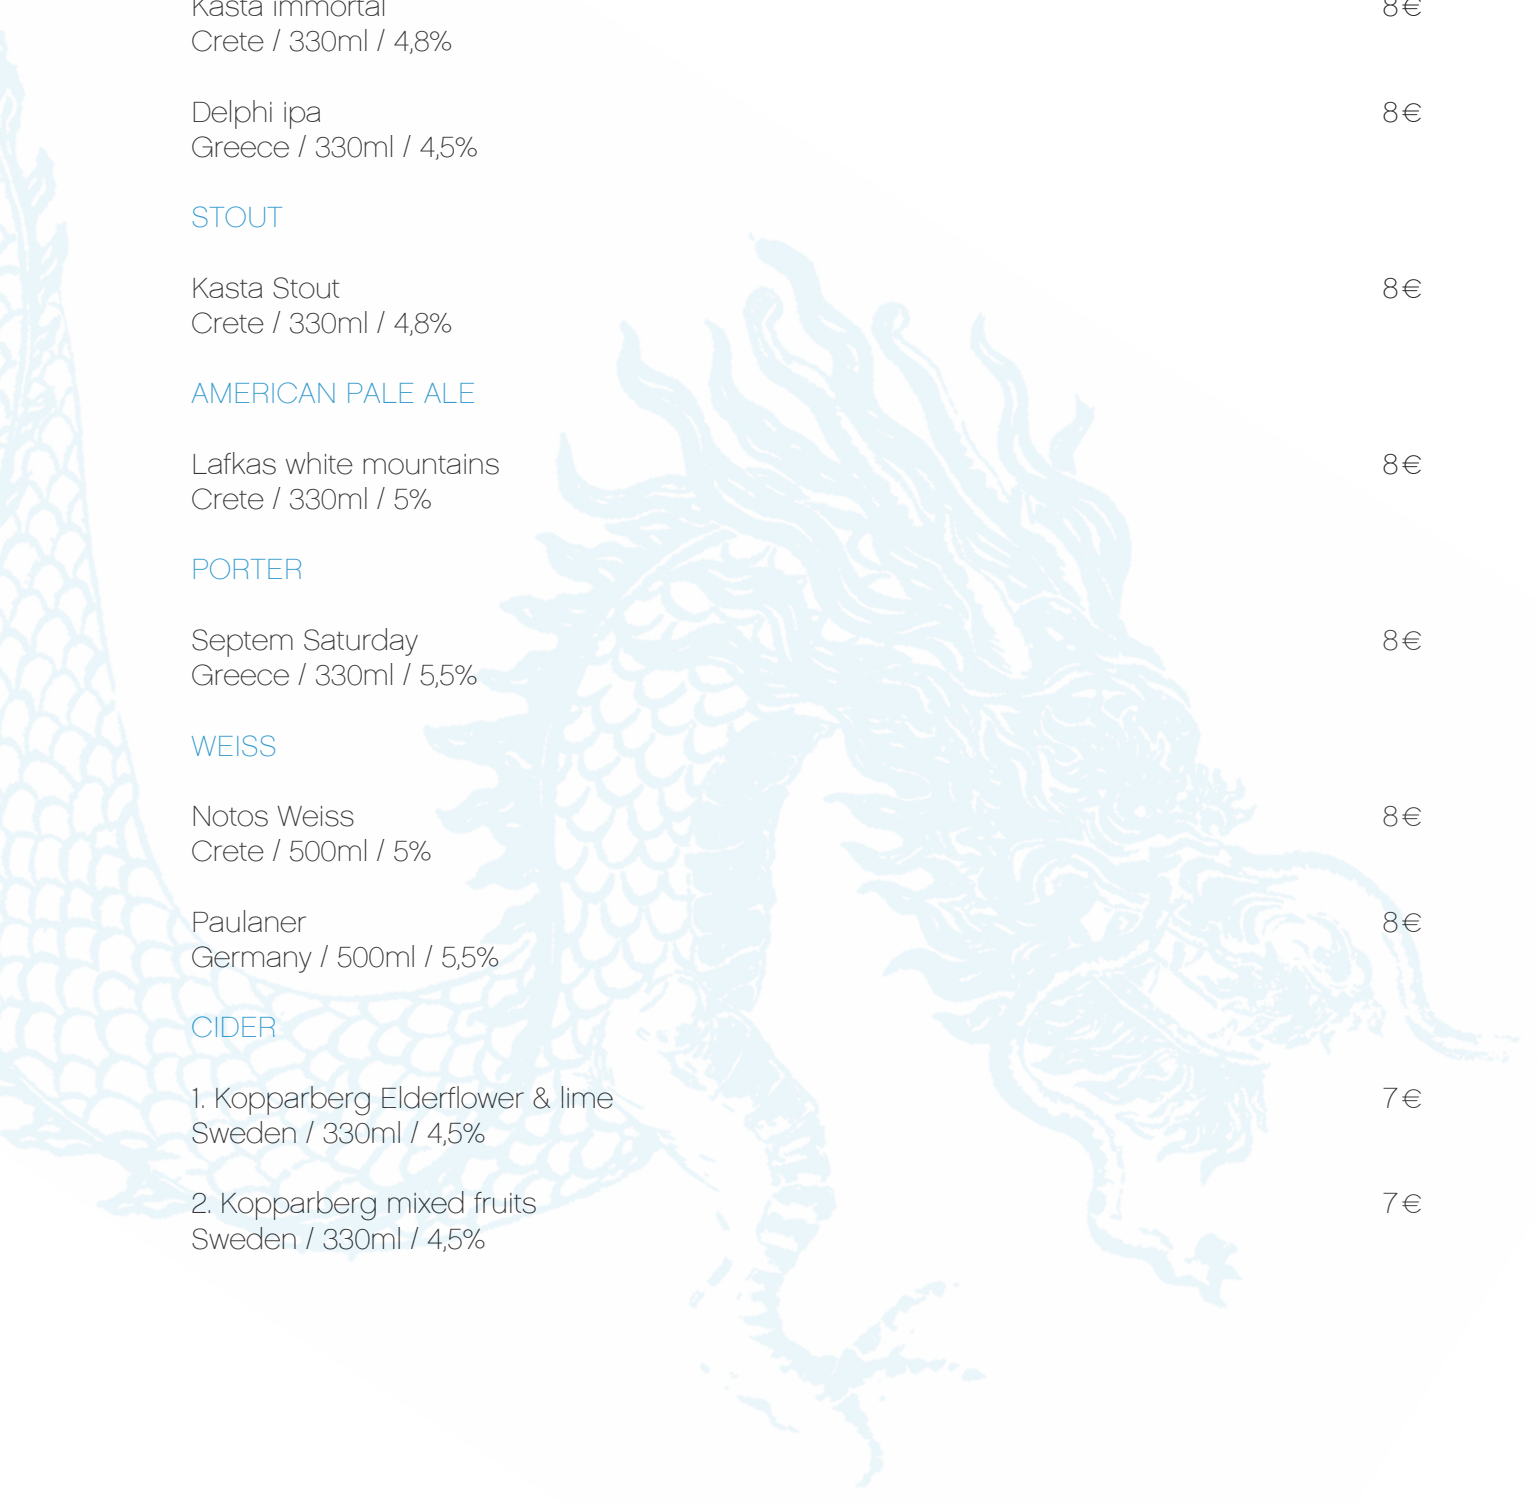 Kasta immortal 8€
Crete / 330ml / 4,8%
Delphi ipa 8€
Greece / 330ml / 4,5%
STOUT
Kasta Stout 8€
Crete / 330ml / 4,8%
AMERICAN PALE ALE
Lafkas white mountains 8€
Crete / 330ml / 5%
PORTER
Septem Saturday 8€
Greece / 330ml / 5,5%
WEISS
Notos Weiss 8€
Crete / 500ml / 5%
Paulaner 8€
Germany / 500ml / 5,5%
CIDER
1. Kopparberg Elderflower & lime 7€
Sweden / 330ml / 4,5%
2. Kopparberg mixed fruits 7€
Sweden / 330ml / 4,5%